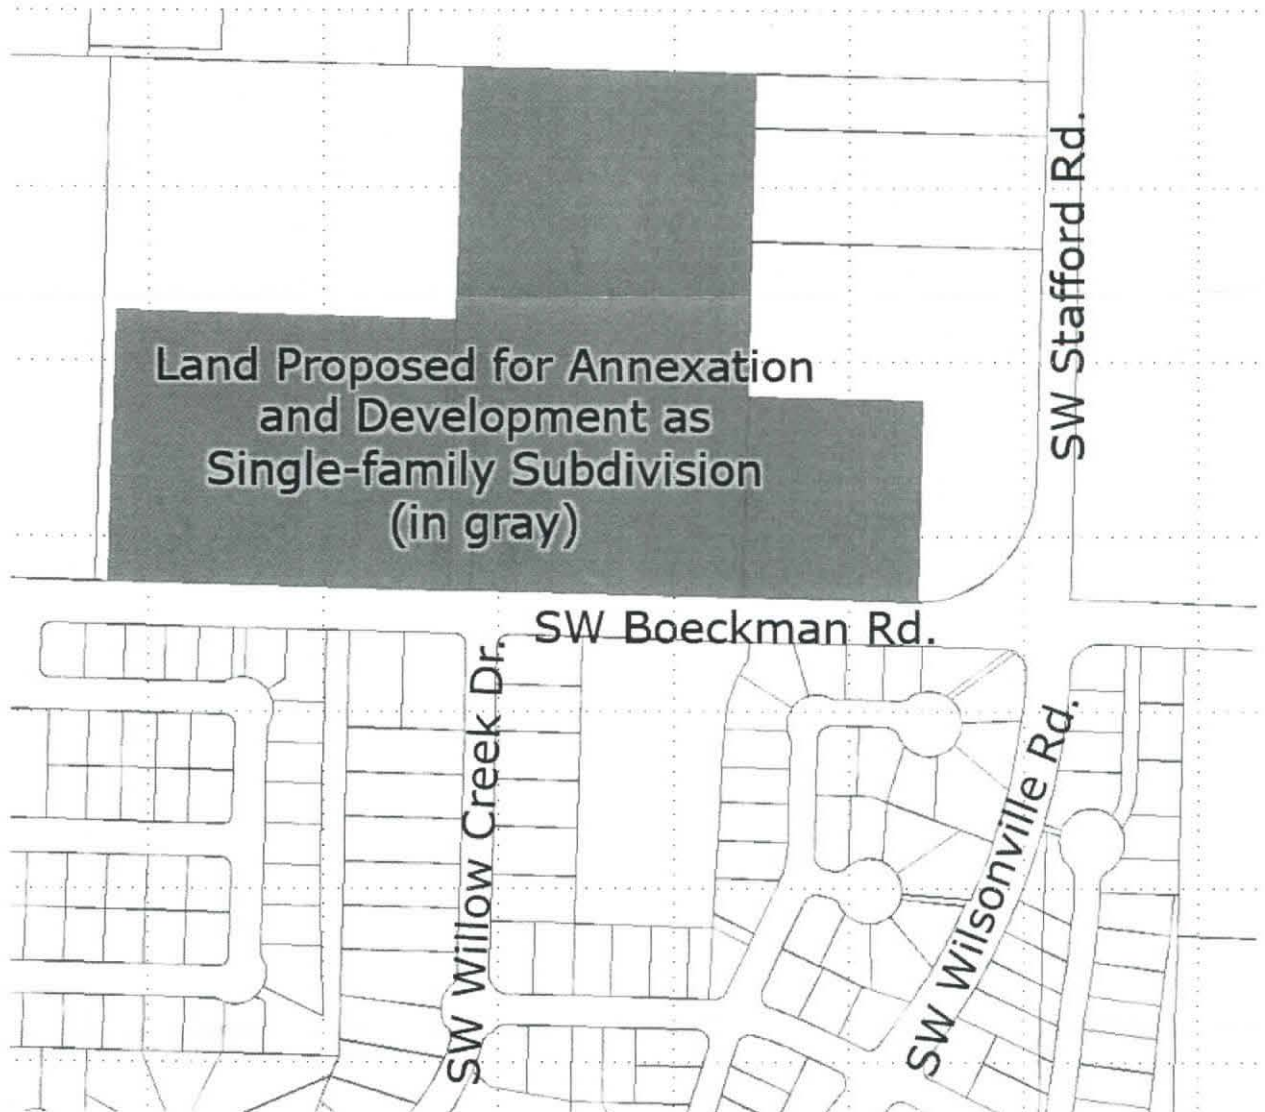 SW Stafford Rd.
Land Proposed for Annexation
and Development as
Single-family Subdivision
(in gray)
SW Boeckman Rd.
SW Willow Creek Dr.
SW Wilsonville Rd.